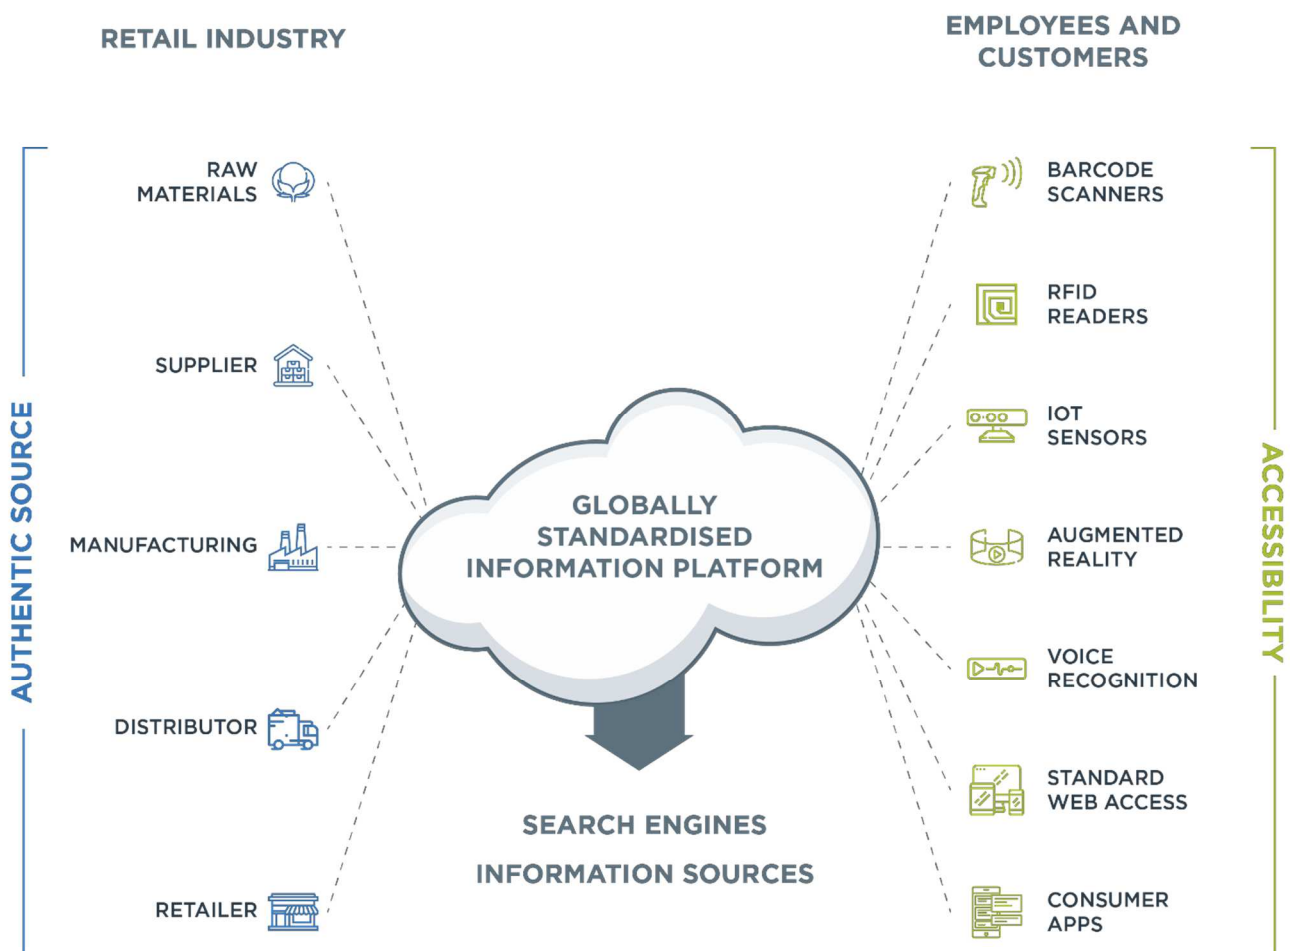 RETAIL INDUSTRY
EMPLOYEES AND
CUSTOMERS
AUTHENTIC SOURCE
RAW
MATERIALS
SUPPLIER
MANUFACTURING
DISTRIBUTOR
RETAILER
GLOBALLY
STANDARDISED
INFORMATION PLATFORM
SEARCH ENGINES
INFORMATION SOURCES
BARCODE
SCANNERS
RFID
READERS
IOT
SENSORS
AUGMENTED
REALITY
VOICE
RECOGNITION
STANDARD
WEB ACCESS
CONSUMER
APPS
ACCESSIBILITY